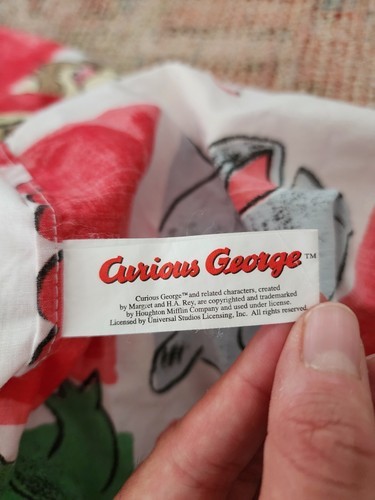 Curious George™
Curious George™ and related characters, created
by Margret and H.A. Rey, are copyrighted and trademarked
by Houghton Mifflin Company and used under license.
Licensed by Universal Studios Licensing, Inc. All rights reserved.